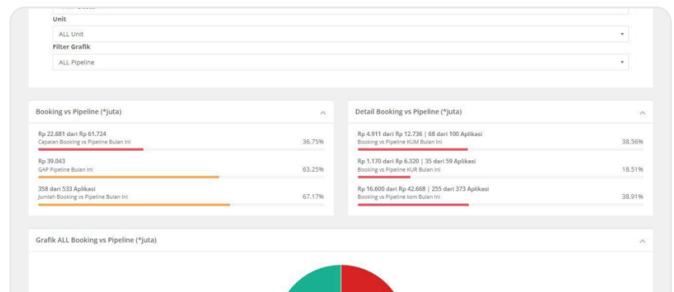 Unit
ALL Unit
Filter Grafik
ALL Pipeline
Booking vs Pipeline (*juta)
Rp 22.681 dari Rp 61.724
Capaian Booking vs Pipeline Bulan Ini
36.75%
Rp 39.043
GAP Pipeline Bulan Ini
63.25%
358 dari 533 Aplikasi
Jumlah Booking vs Pipeline Bulan Ini
67.17%
Detail Booking vs Pipeline (*juta)
Rp 4.911 dari Rp 12.736 | 68 dari 100 Aplikasi
Booking vs Pipeline KUM Bulan Ini
38.56%
Rp 1.170 dari Rp 6.320 | 35 dari 59 Aplikasi
Booking vs Pipeline KUR Bulan Ini
18.51%
Rp 16.600 dari Rp 42.668 | 255 dari 373 Aplikasi
Booking vs Pipeline ksm Bulan Ini
38.91%
Grafik ALL Booking vs Pipeline (*juta)